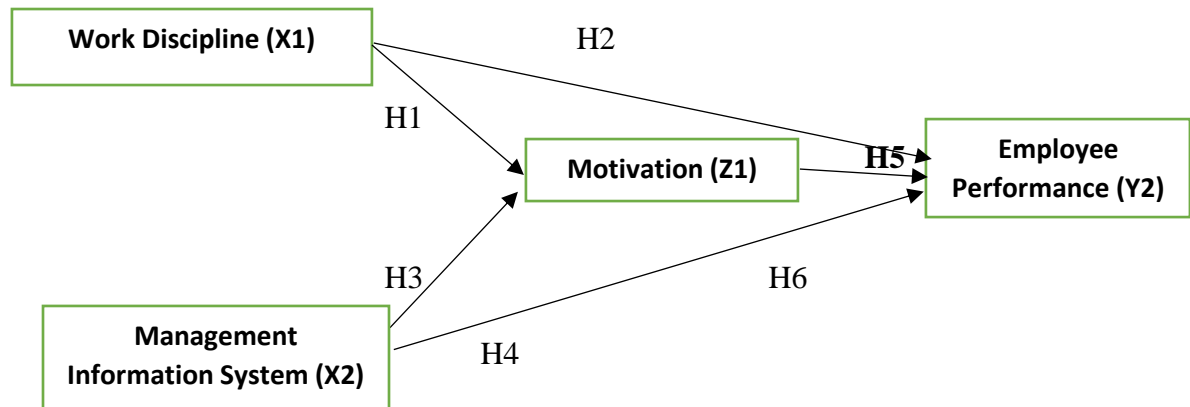 Work Discipline (X1)
H2
H1
Motivation (Z1)
H5
Employee
Performance (Y2)
H3
H6
Management
Information System (X2)
H4